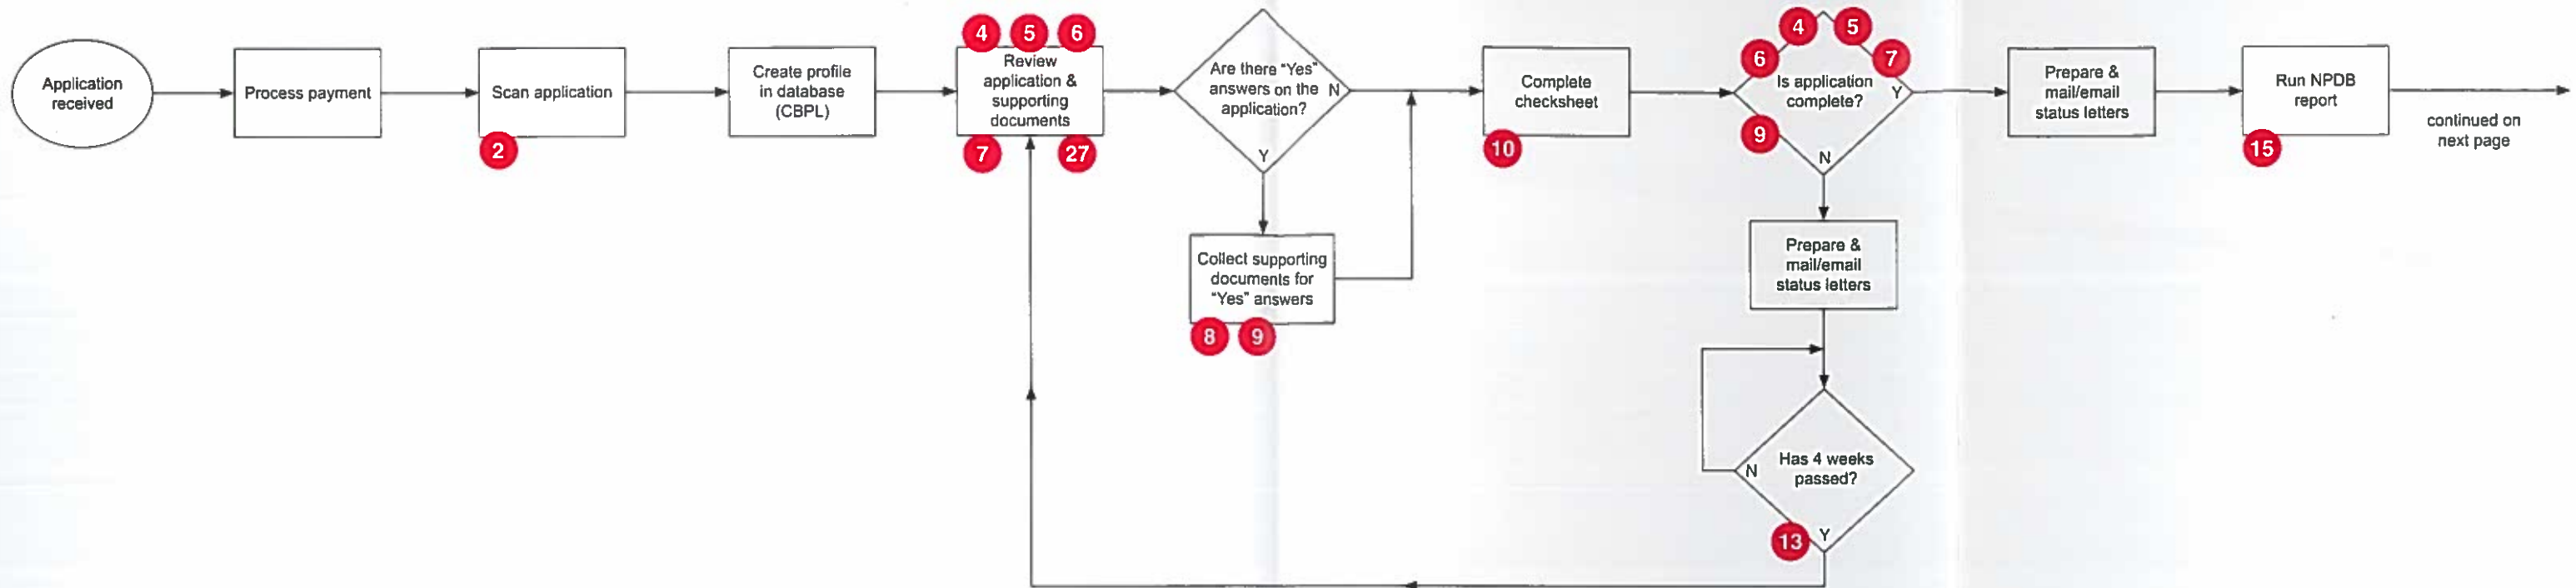 Application
received
Process payment
Scan application
2
Create profile
in database
(CBPL)
4 5 6
Review
application &
supporting
documents
7 27
Are there "Yes"
answers on the
application?
N
Y
Collect supporting
documents for
"Yes" answers
8 9
Complete
checksheet
10
4 5
6 7
Is application
complete?
Y
9
N
Prepare &
mail/email
status letters
Has 4 weeks
passed?
N
13
Y
Prepare &
mail/email
status letters
Run NPDB
report
15
continued on
next page